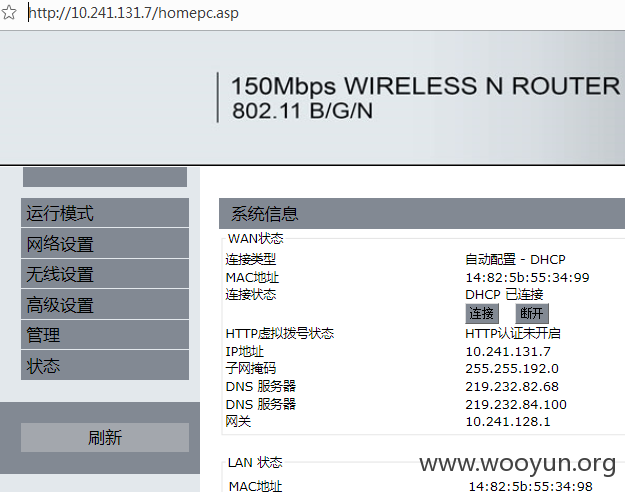 http://10.241.131.7/homepc.asp
150Mbps WIRELESS N ROUTER
802.11 B/G/N
运行模式
网络设置
无线设置
高级设置
管理
状态
刷新
系统信息
WAN状态
连接类型 自动配置 - DHCP
MAC地址 14:82:5b:55:34:99
连接状态 DHCP 已连接
连接 断开
HTTP虚拟拨号状态 HTTP认证未开启
IP地址 10.241.131.7
子网掩码 255.255.192.0
DNS 服务器 219.232.82.68
DNS 服务器 219.232.84.100
网关 10.241.128.1
LAN 状态
www.wooyun.org
MAC地址 14:82:5b:55:34:98